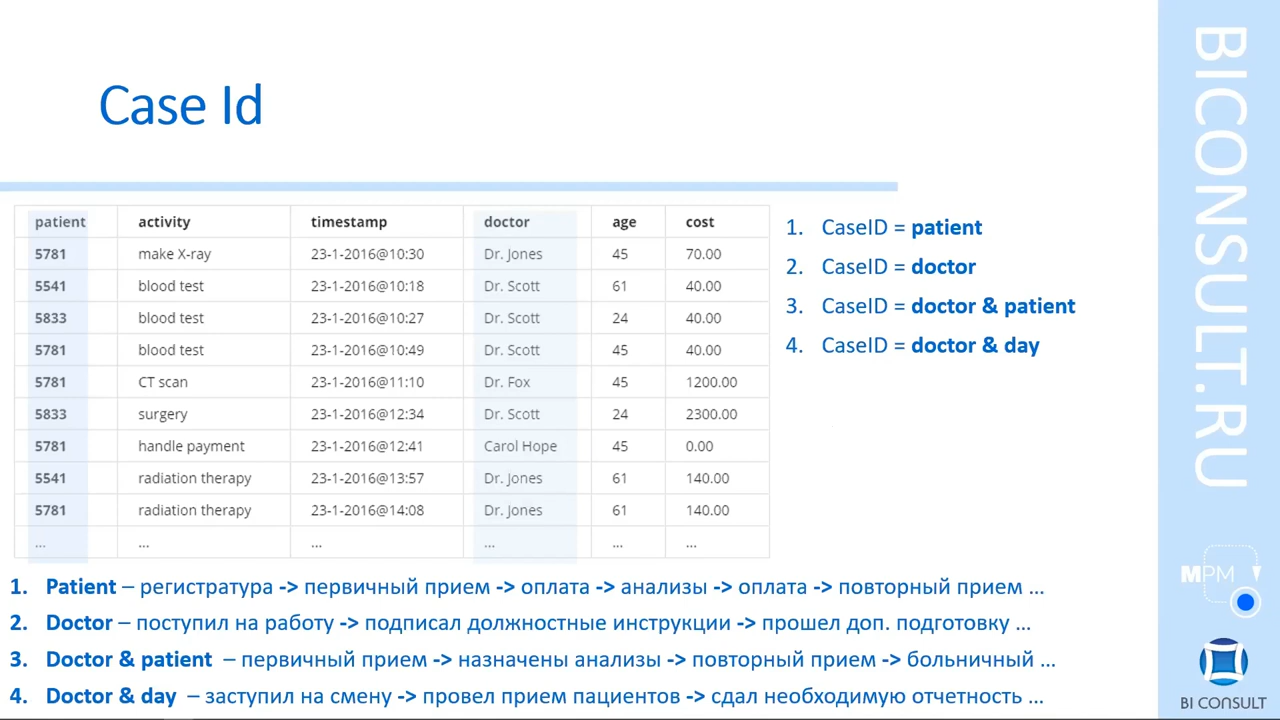 Case Id
patient activity timestamp doctor age cost
5781 make X-ray 23-1-2016@10:30 Dr. Jones 45 70.00
5541 blood test 23-1-2016@10:18 Dr. Scott 61 40.00
5833 blood test 23-1-2016@10:27 Dr. Scott 24 40.00
5781 blood test 23-1-2016@10:49 Dr. Scott 45 40.00
5781 CT scan 23-1-2016@11:10 Dr. Fox 45 1200.00
5833 surgery 23-1-2016@12:34 Dr. Scott 24 2300.00
5781 handle payment 23-1-2016@12:41 Carol Hope 45 0.00
5541 radiation therapy 23-1-2016@13:57 Dr. Jones 61 140.00
5781 radiation therapy 23-1-2016@14:08 Dr. Jones 61 140.00
... ... ... ... ... ...
1. CaseID = patient
2. CaseID = doctor
3. CaseID = doctor & patient
4. CaseID = doctor & day
1. Patient – регистратура -> первичный прием -> оплата -> анализы -> оплата -> повторный прием ...
2. Doctor – поступил на работу -> подписал должностные инструкции -> прошел доп. подготовку ...
3. Doctor & patient – первичный прием -> назначены анализы -> повторный прием -> больничный ...
4. Doctor & day – заступил на смену -> провел прием пациентов -> сдал необходимую отчетность ...
BICONSULT.RU
MPM
BI CONSULT